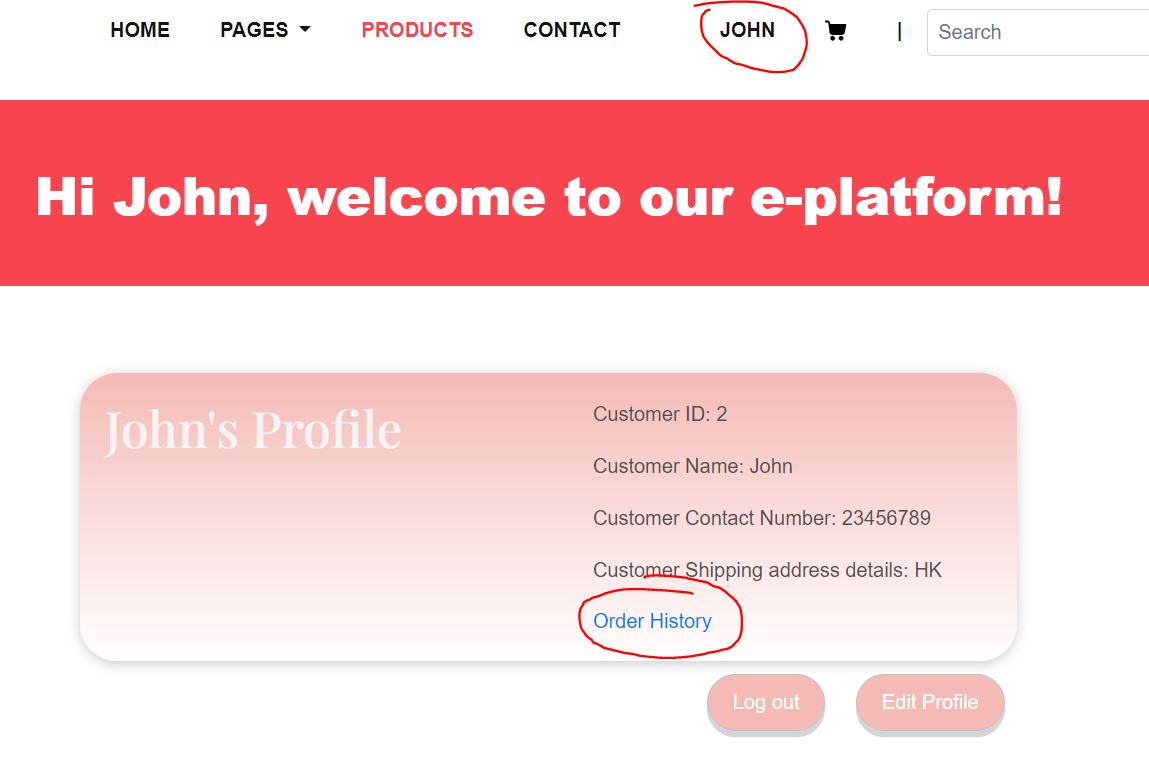 HOME PAGES PRODUCTS CONTACT JOHN | Search
Hi John, welcome to our e-platform!
John's Profile
Customer ID: 2
Customer Name: John
Customer Contact Number: 23456789
Customer Shipping address details: HK
Order History
Log out Edit Profile